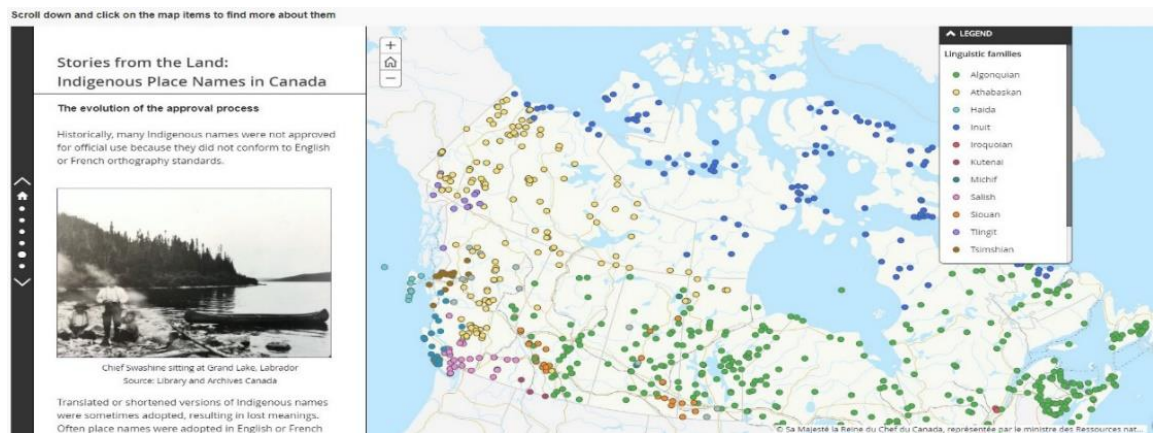 Scroll down and click on the map items to find more about them
Stories from the Land:
Indigenous Place Names in Canada
The evolution of the approval process
Historically, many Indigenous names were not approved
for official use because they did not conform to English
or French orthography standards.
Chief Swashine sitting at Grand Lake, Labrador
Source: Library and Archives Canada
Translated or shortened versions of Indigenous names
were sometimes adopted, resulting in lost meanings.
Often place names were adopted in English or French
+
−
LEGEND
Linguistic families
Algonquian
Athabaskan
Haida
Inuit
Iroquoian
Kutenai
Michif
Salish
Siouan
Tlingit
Tsimshian
© Sa Majesté la Reine du Chef du Canada, représentée par le ministre des Ressources nat...